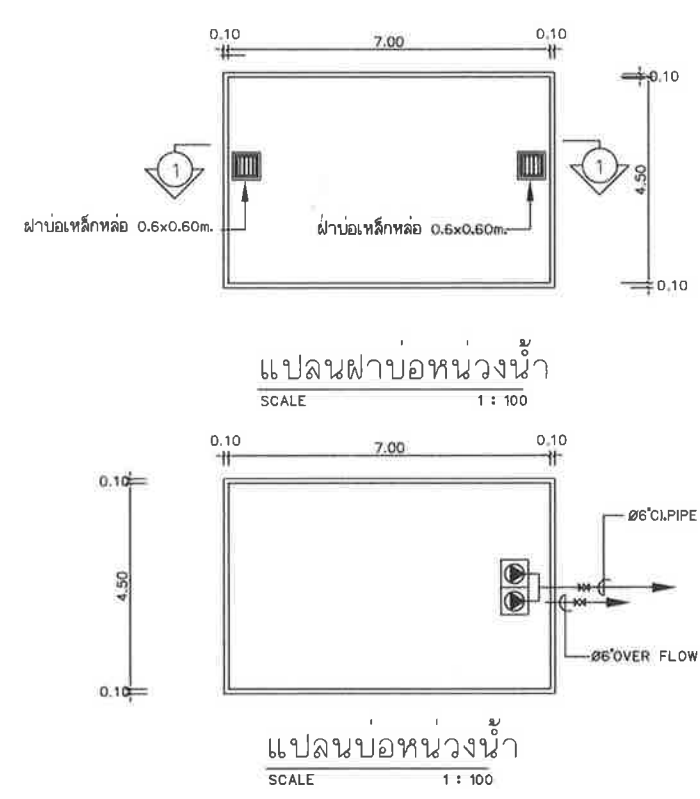 0.10 7.00 0.10
0.10
1 1
4.50
ฝาบ่อเหล็กหล่อ 0.6x0.60m. ฝาบ่อเหล็กหล่อ 0.6x0.60m.
0.10
แปลนฝาบ่อหน่วงน้ำ
SCALE 1 : 100
0.10 7.00 0.10
0.10
Ø6"CI.PIPE
4.50
Ø6"OVER FLOW
0.10
แปลนบ่อหน่วงน้ำ
SCALE 1 : 100